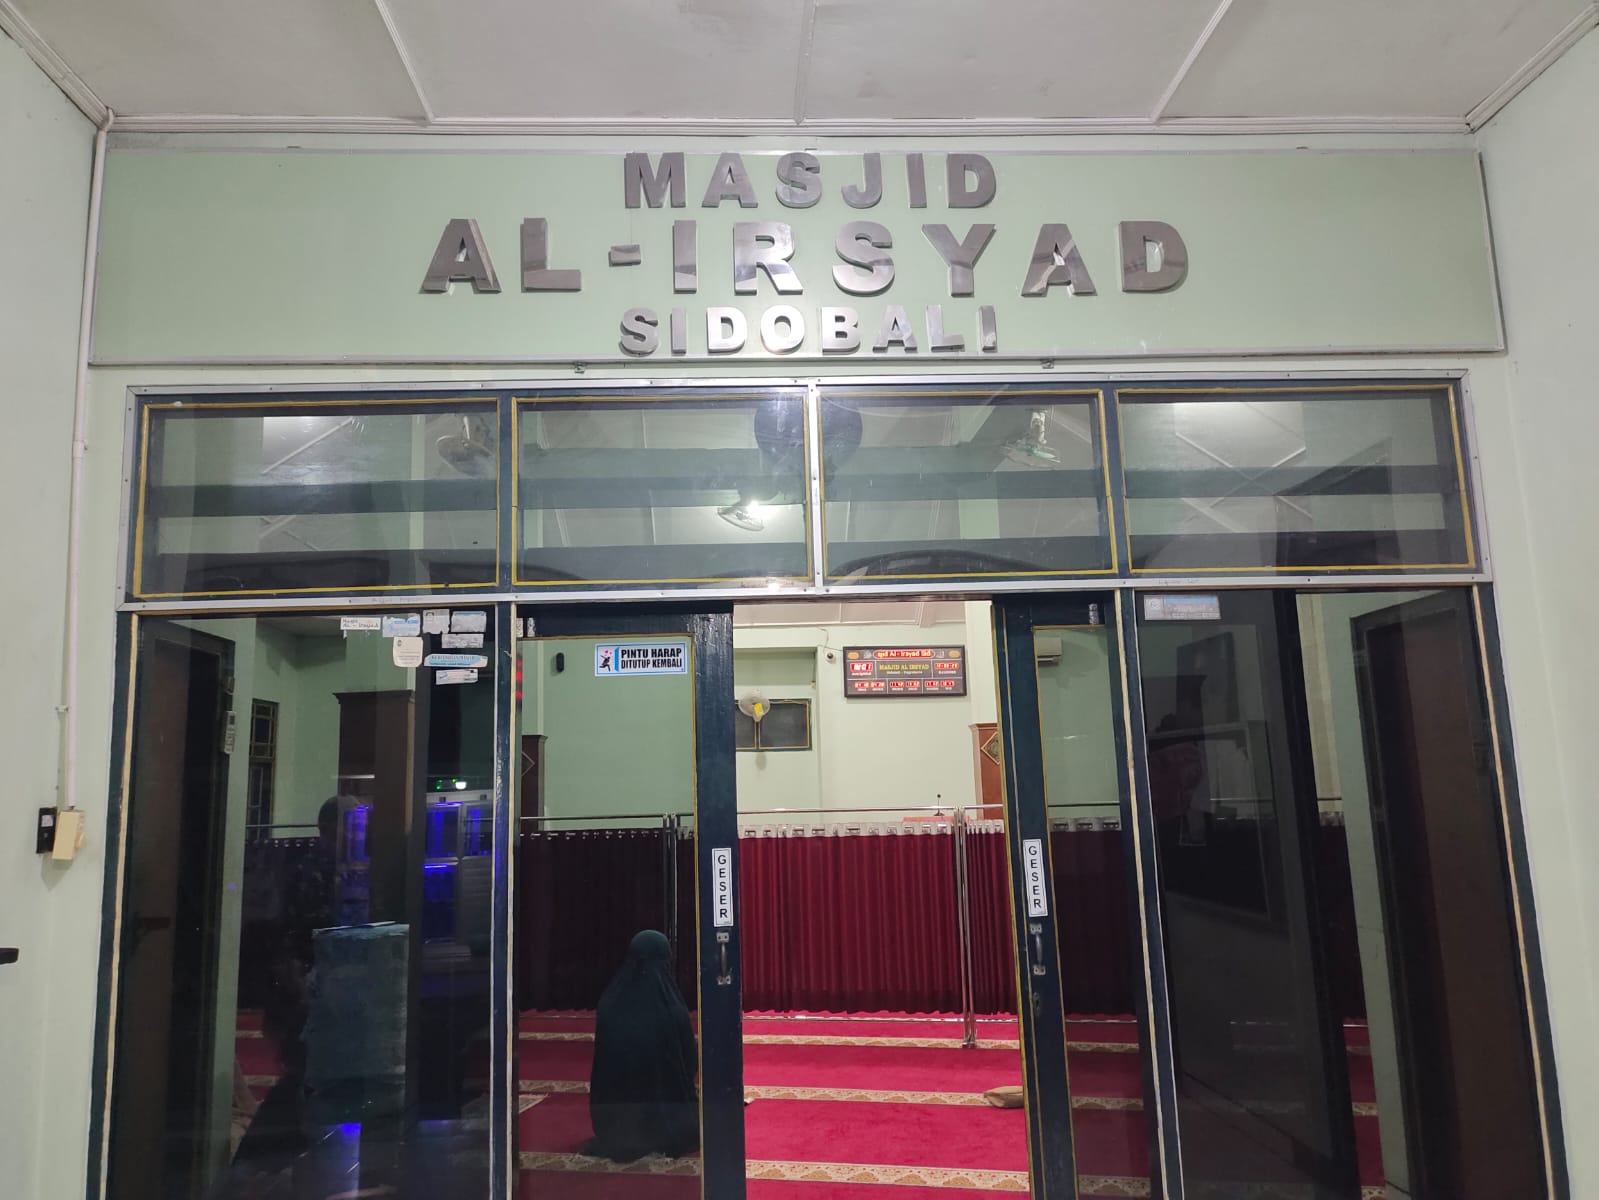 MASJID
AL-IRSYAD
SIDOBALI
PINTU HARAP
DITUTUP KEMBALI
MASJID AL IRSYAD
GESER
GESER